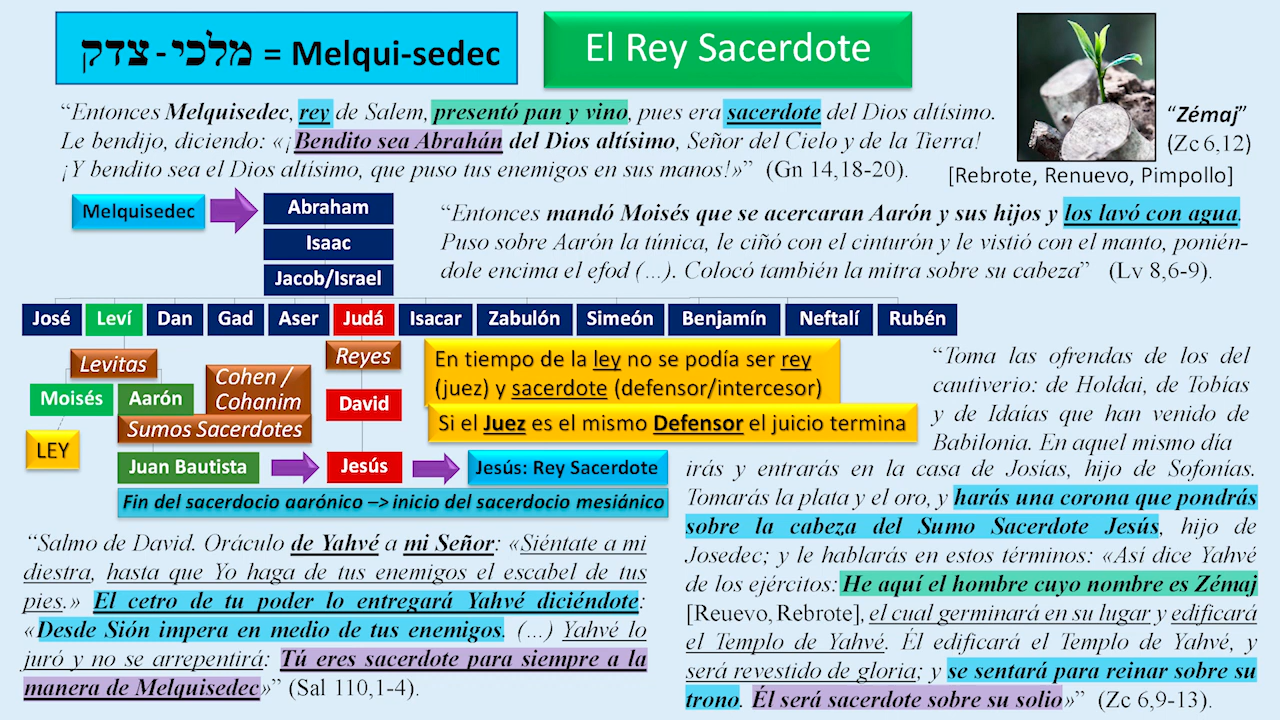 מלכי-צדק = Melqui-sedec
El Rey Sacerdote
“Entonces Melquisedec, rey de Salem, presentó pan y vino, pues era sacerdote del Dios altísimo.
Le bendijo, diciendo: «¡Bendito sea Abrahán del Dios altísimo, Señor del Cielo y de la Tierra!
¡Y bendito sea el Dios altísimo, que puso tus enemigos en sus manos!»” (Gn 14,18-20).
“Zémaj”
(Zc 6,12)
[Rebrote, Renuevo, Pimpollo]
Melquisedec
Abraham
Isaac
Jacob/Israel
“Entonces mandó Moisés que se acercaran Aarón y sus hijos y los lavó con agua.
Puso sobre Aarón la túnica, le ciñó con el cinturón y le vistió con el manto, ponién-
dole encima el efod (…). Colocó también la mitra sobre su cabeza” (Lv 8,6-9).
José Leví Dan Gad Aser Judá Isacar Zabulón Simeón Benjamín Neftalí Rubén
Levitas
Reyes
Cohen /
Cohanim
Moisés
Aarón
David
Sumos Sacerdotes
LEY
Juan Bautista
Jesús
Jesús: Rey Sacerdote
Fin del sacerdocio aarónico –> inicio del sacerdocio mesiánico
En tiempo de la ley no se podía ser rey
(juez) y sacerdote (defensor/intercesor)
Si el Juez es el mismo Defensor el juicio termina
“Toma las ofrendas de los del
cautiverio: de Holdai, de Tobías
y de Idaías que han venido de
Babilonia. En aquel mismo día
irás y entrarás en la casa de Josías, hijo de Sofonías.
Tomarás la plata y el oro, y harás una corona que pondrás
sobre la cabeza del Sumo Sacerdote Jesús, hijo de
Josedec; y le hablarás en estos términos: «Así dice Yahvé
de los ejércitos: He aquí el hombre cuyo nombre es Zémaj
[Reuevo, Rebrote], el cual germinará en su lugar y edificará
el Templo de Yahvé. Él edificará el Templo de Yahvé, y
será revestido de gloria; y se sentará para reinar sobre su
trono. Él será sacerdote sobre su solio»” (Zc 6,9-13).
“Salmo de David. Oráculo de Yahvé a mi Señor: «Siéntate a mi
diestra, hasta que Yo haga de tus enemigos el escabel de tus
pies.» El cetro de tu poder lo entregará Yahvé diciéndote:
«Desde Sión impera en medio de tus enemigos. (…) Yahvé lo
juró y no se arrepentirá: Tú eres sacerdote para siempre a la
manera de Melquisedec»” (Sal 110,1-4).